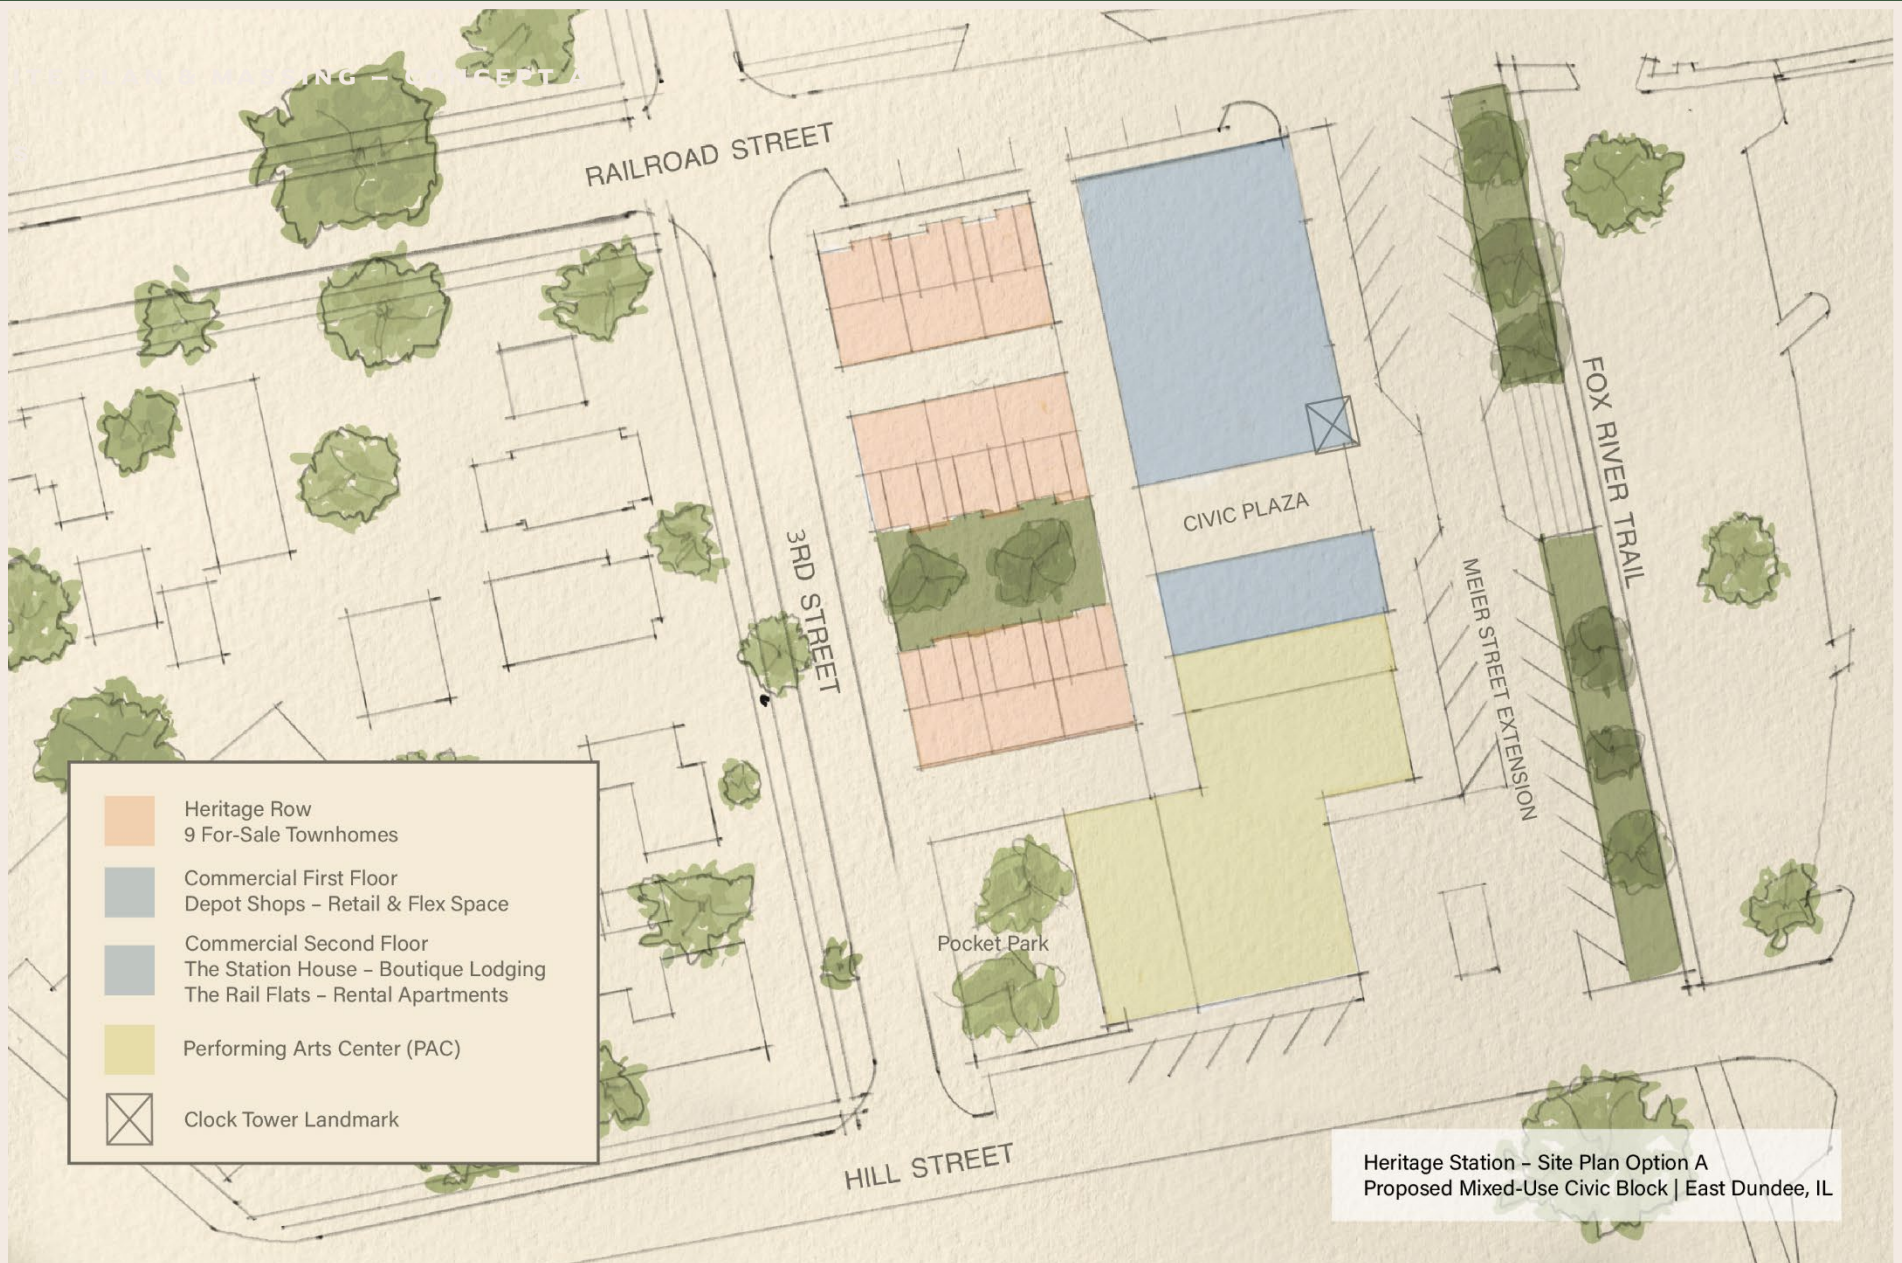 CONCEPT A
RAILROAD STREET
FOX RIVER TRAIL
CIVIC PLAZA
3RD STREET
MEIER STREET EXTENSION
Heritage Row
9 For-Sale Townhomes
Commercial First Floor
Depot Shops – Retail & Flex Space
Commercial Second Floor
The Station House – Boutique Lodging
The Rail Flats – Rental Apartments
Performing Arts Center (PAC)
Clock Tower Landmark
Pocket Park
HILL STREET
Heritage Station – Site Plan Option A
Proposed Mixed-Use Civic Block | East Dundee, IL